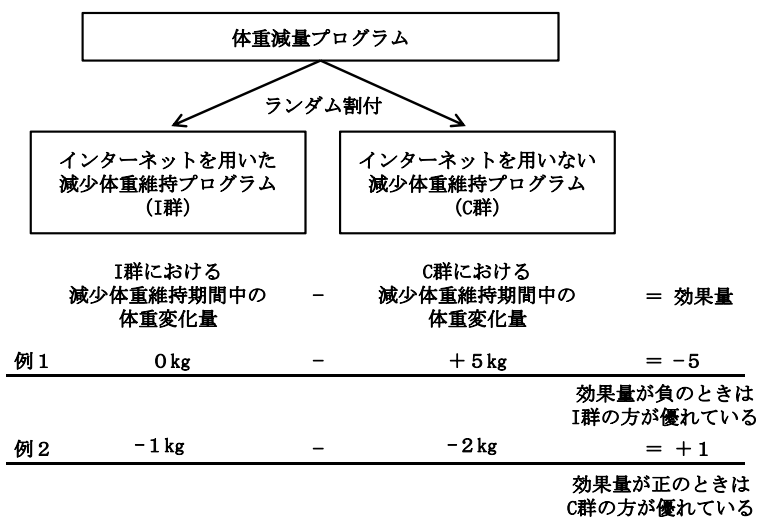 体重減量プログラム
ランダム割付
インターネットを用いた
減少体重維持プログラム
(I群)
インターネットを用いない
減少体重維持プログラム
(C群)
I群における
減少体重維持期間中の
体重変化量
－
C群における
減少体重維持期間中の
体重変化量
＝ 効果量
例１ ０kg － ＋５kg ＝ −５
効果量が負のときは
I群の方が優れている
例２ −１kg － −２kg ＝ ＋１
効果量が正のときは
C群の方が優れている